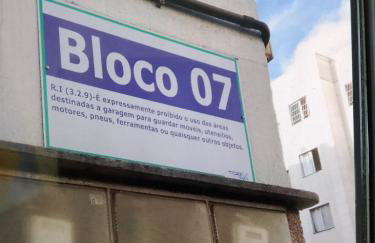 Bloco 07
R.I (3.2.9)-É expressamente proibido o uso das áreas
destinadas a garagem para guardar móveis, utensílios,
motores, pneus, ferramentas ou quaisquer outros objetos.